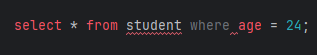 select * from student where age = 24;